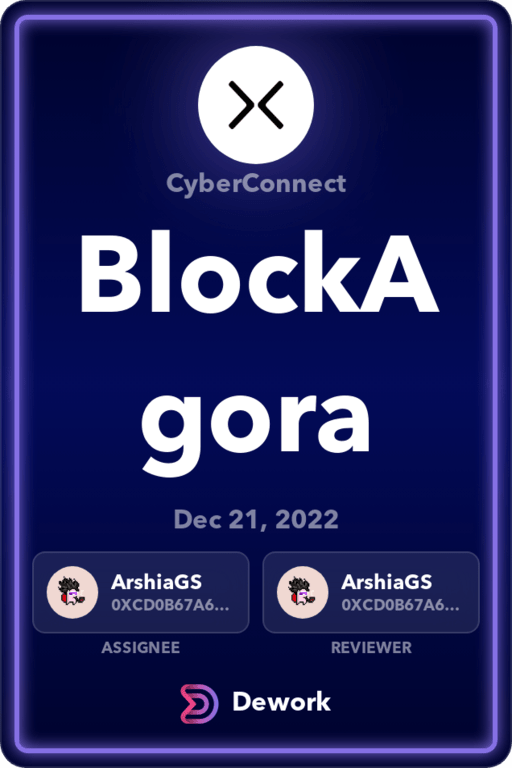 CyberConnect
BlockA
gora
Dec 21, 2022
ArshiaGS
0XCD0B67A6...
ASSIGNEE
ArshiaGS
0XCD0B67A6...
REVIEWER
Dework